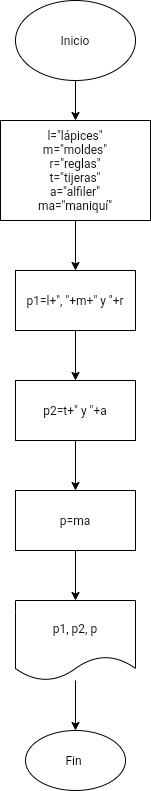 Inicio
l="lápices"
m="moldes"
r="reglas"
t="tijeras"
a="alfiler"
ma="maniquí"
p1=l+", "+m+" y "+r
p2=t+" y "+a
p=ma
p1, p2, p
Fin